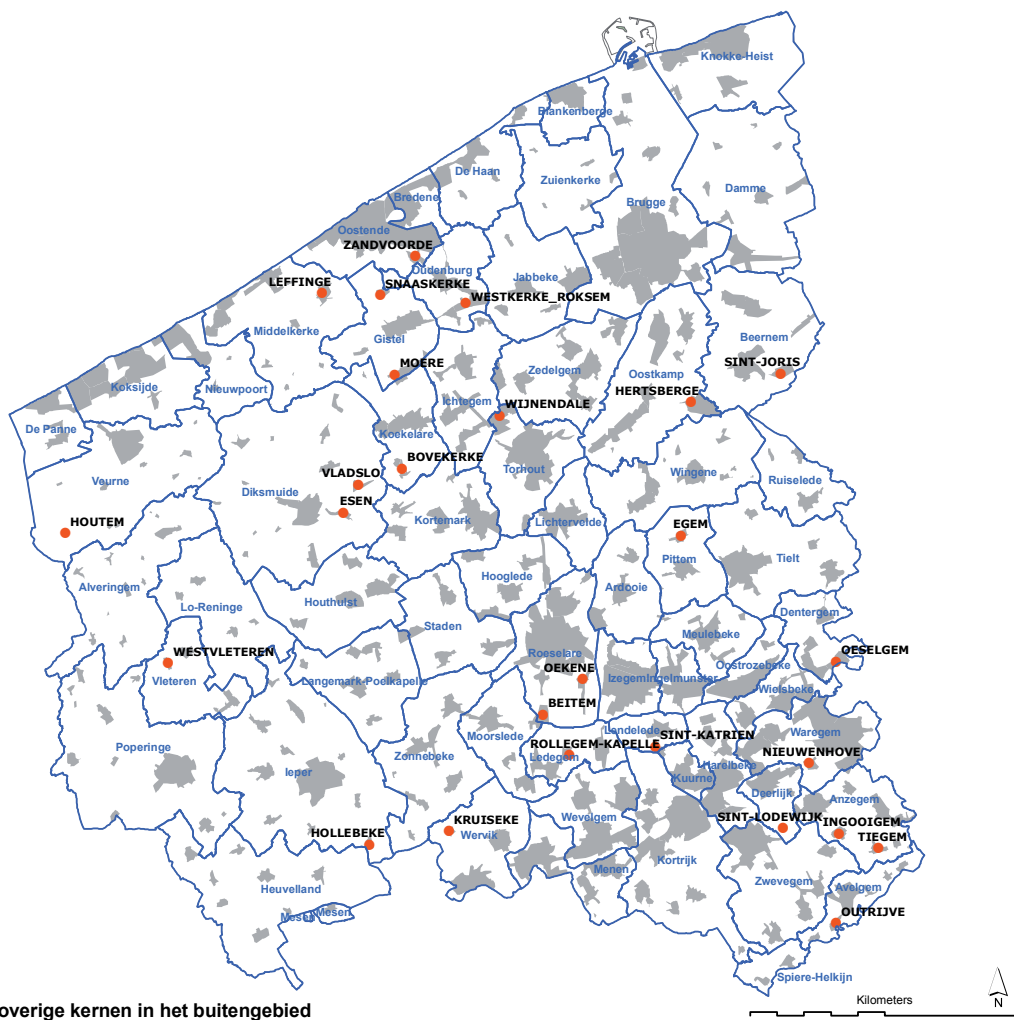 Knokke-Heist
Blankenberge
De Haan
Zuienkerke
Damme
Bredene
Brugge
Oostende
ZANDVOORDE
Oudenburg
Jabbeke
LEFFINGE
SNAASKERKE
WESTKERKE_ROKSEM
Middelkerke
Gistel
Beernem
MOERE
Zedelgem
Oostkamp
SINT-JORIS
Koksijde
Nieuwpoort
HERTSBERGE
Ichtegem
WIJNENDALE
De Panne
Koekelare
BOVEKERKE
Torhout
VLADSLO
Wingene
Veurne
Ruiselede
Diksmuide
ESEN
HOUTEM
Kortemark
Lichtervelde
EGEM
Pittem
Tielt
Alveringem
Hooglede
Ardooie
Lo-Reninge
Houthulst
Dentergem
Staden
Meulebeke
WESTVLETEREN
Roeselare
OESELGEM
Oostrozebeke
OEKENE
Vleteren
Langemark-Poelkapelle
Izegem
Ingelmunster
Wielsbeke
BEITEM
Lendelede
Waregem
Moorslede
SINT-KATRIEN
ROLLEGEM-KAPELLE
Poperinge
Zonnebeke
Ledegem
NIEUWENHOVE
Harelbeke
Ieper
Kuurne
Deerlijk
Anzegem
KRUISEKE
Wevelgem
SINT-LODEWIJK
INGOOIGEM
HOLLEBEKE
Wervik
TIEGEM
Kortrijk
Menen
Zwevegem
Heuvelland
Avelgem
Mesen
Mesen
OUTRIJVE
Spiere-Helkijn
overige kernen in het buitengebied
Kilometers
N